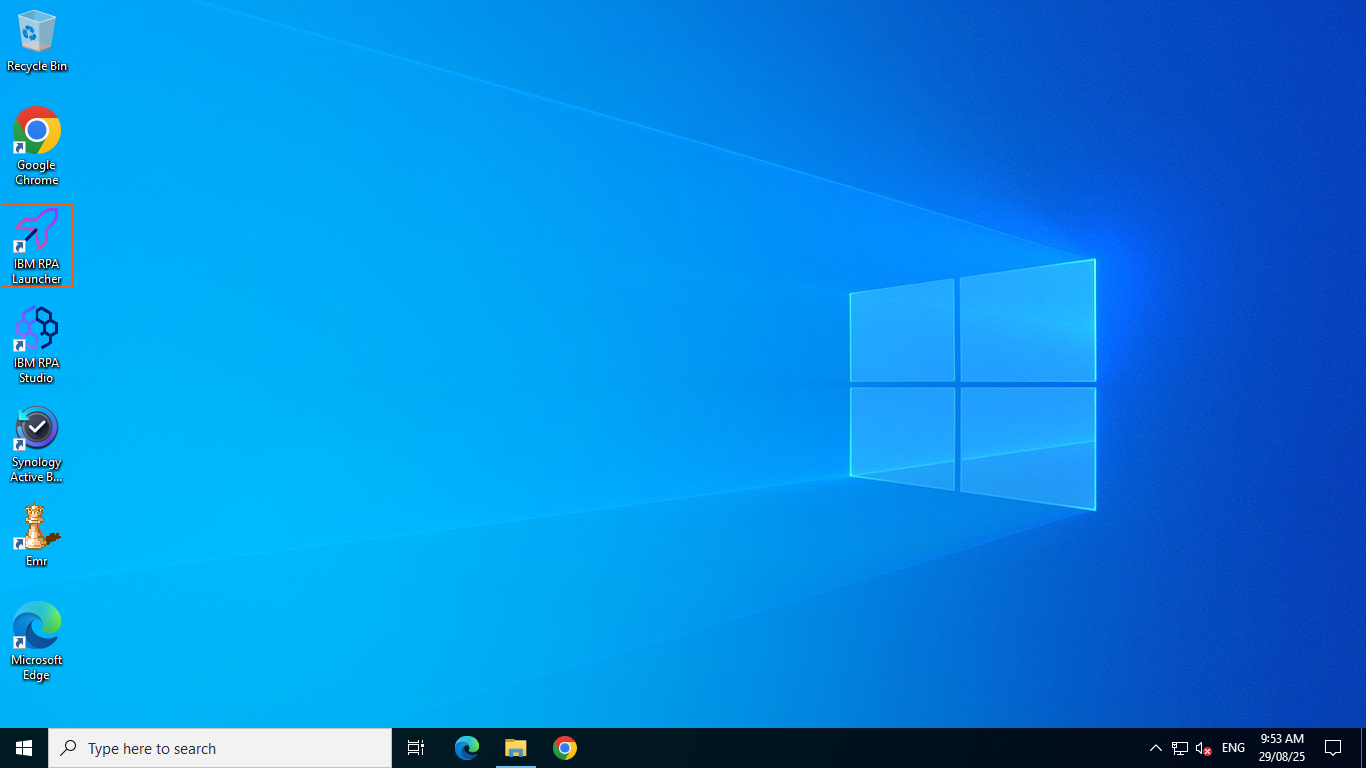 Recycle Bin
Google
Chrome
IBM RPA
Launcher
IBM RPA
Studio
Synology
Active B...
Emr
Microsoft
Edge
Type here to search
ENG
9:53 AM
29/08/25